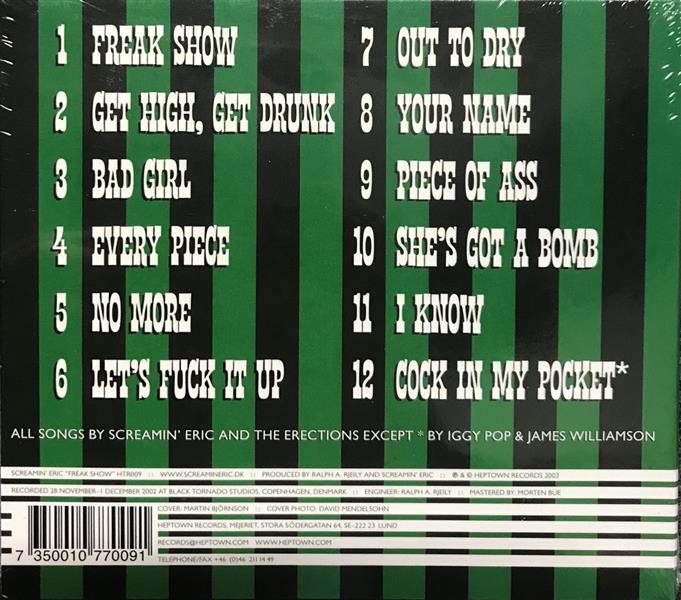 1 FREAK SHOW
2 GET HIGH, GET DRUNK
3 BAD GIRL
4 EVERY PIECE
5 NO MORE
6 LET'S FUCK IT UP
7 OUT TO DRY
8 YOUR NAME
9 PIECE OF ASS
10 SHE'S GOT A BOMB
11 I KNOW
12 COCK IN MY POCKET*
ALL SONGS BY SCREAMIN' ERIC AND THE ERECTIONS EXCEPT * BY IGGY POP & JAMES WILLIAMSON
SCREAMIN' ERIC "FREAK SHOW" HTR009 :: WWW.SCREAMINERIC.DK :: PRODUCED BY RALPH A. RJEILY AND SCREAMIN' ERIC :: ℗ & © HEPTOWN RECORDS 2003
RECORDED 28 NOVEMBER-1 DECEMBER 2002 AT BLACK TORNADO STUDIOS, COPENHAGEN, DENMARK :: ENGINEER: RALPH A. RJEILY :: MASTERED BY: MORTEN BUE
COVER: MARTIN BJÖRNSON :: COVER PHOTO: DAVID MENDELSOHN
HEPTOWN RECORDS, MEJERIET, STORA SÖDERGATAN 64, SE-222 23 LUND
RECORDS@HEPTOWN.COM WWW.HEPTOWN.COM
TELEPHONE/FAX +46 (0)46 211 14 49
7 350010 770091